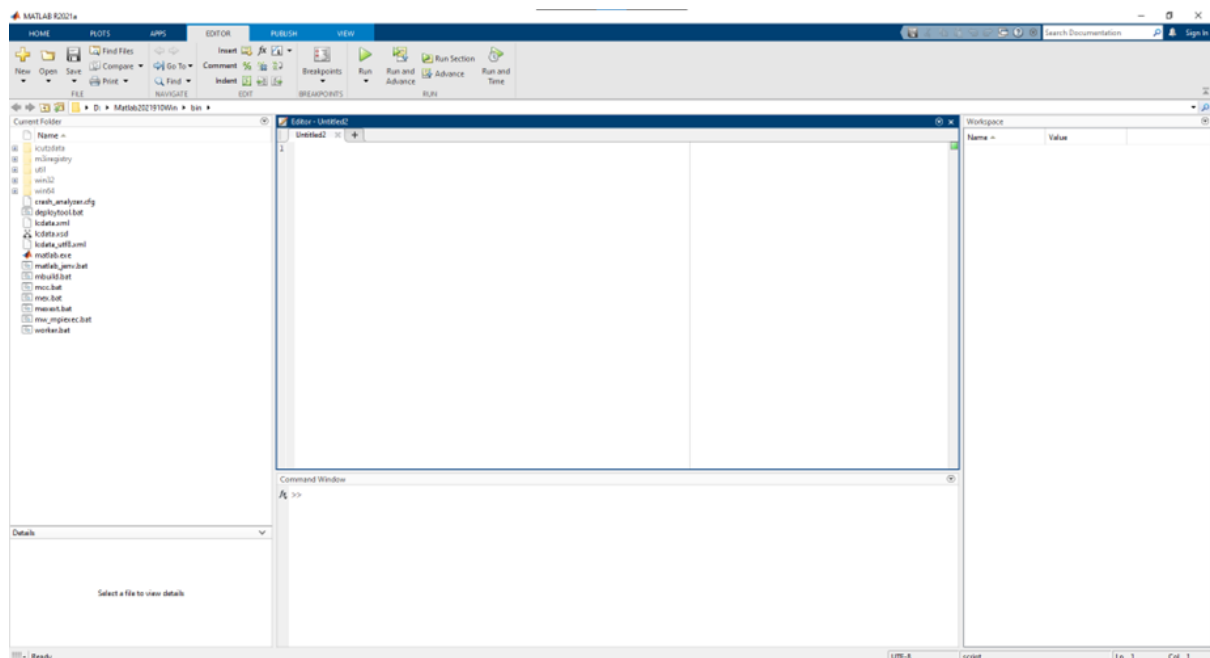 MATLAB R2021a
HOME PLOTS APPS EDITOR PUBLISH VIEW
Search Documentation
Sign In
New Open Save
Find Files
Compare
Print
Go To
Find
Insert fx
Comment %
Indent
Breakpoints
Run
Run and Advance
Run Section
Advance
Run and Time
FILE NAVIGATE EDIT BREAKPOINTS RUN
D: Matlab2021910Win bin
Current Folder
Name
icutzdata
m3iregistry
util
win32
win64
crash_analyzer.cfg
deploytool.bat
lcdata.xml
lcdata.xsd
lcdata_utf8.xml
matlab.exe
matlab_jenv.bat
mbuild.bat
mcc.bat
mex.bat
mexext.bat
mw_mpiexec.bat
worker.bat
Details
Select a file to view details
Editor - Untitled2
Untitled2 +
1
Command Window
fx >>
Workspace
Name Value
Ready
UTF-8 script Ln 1 Col 1